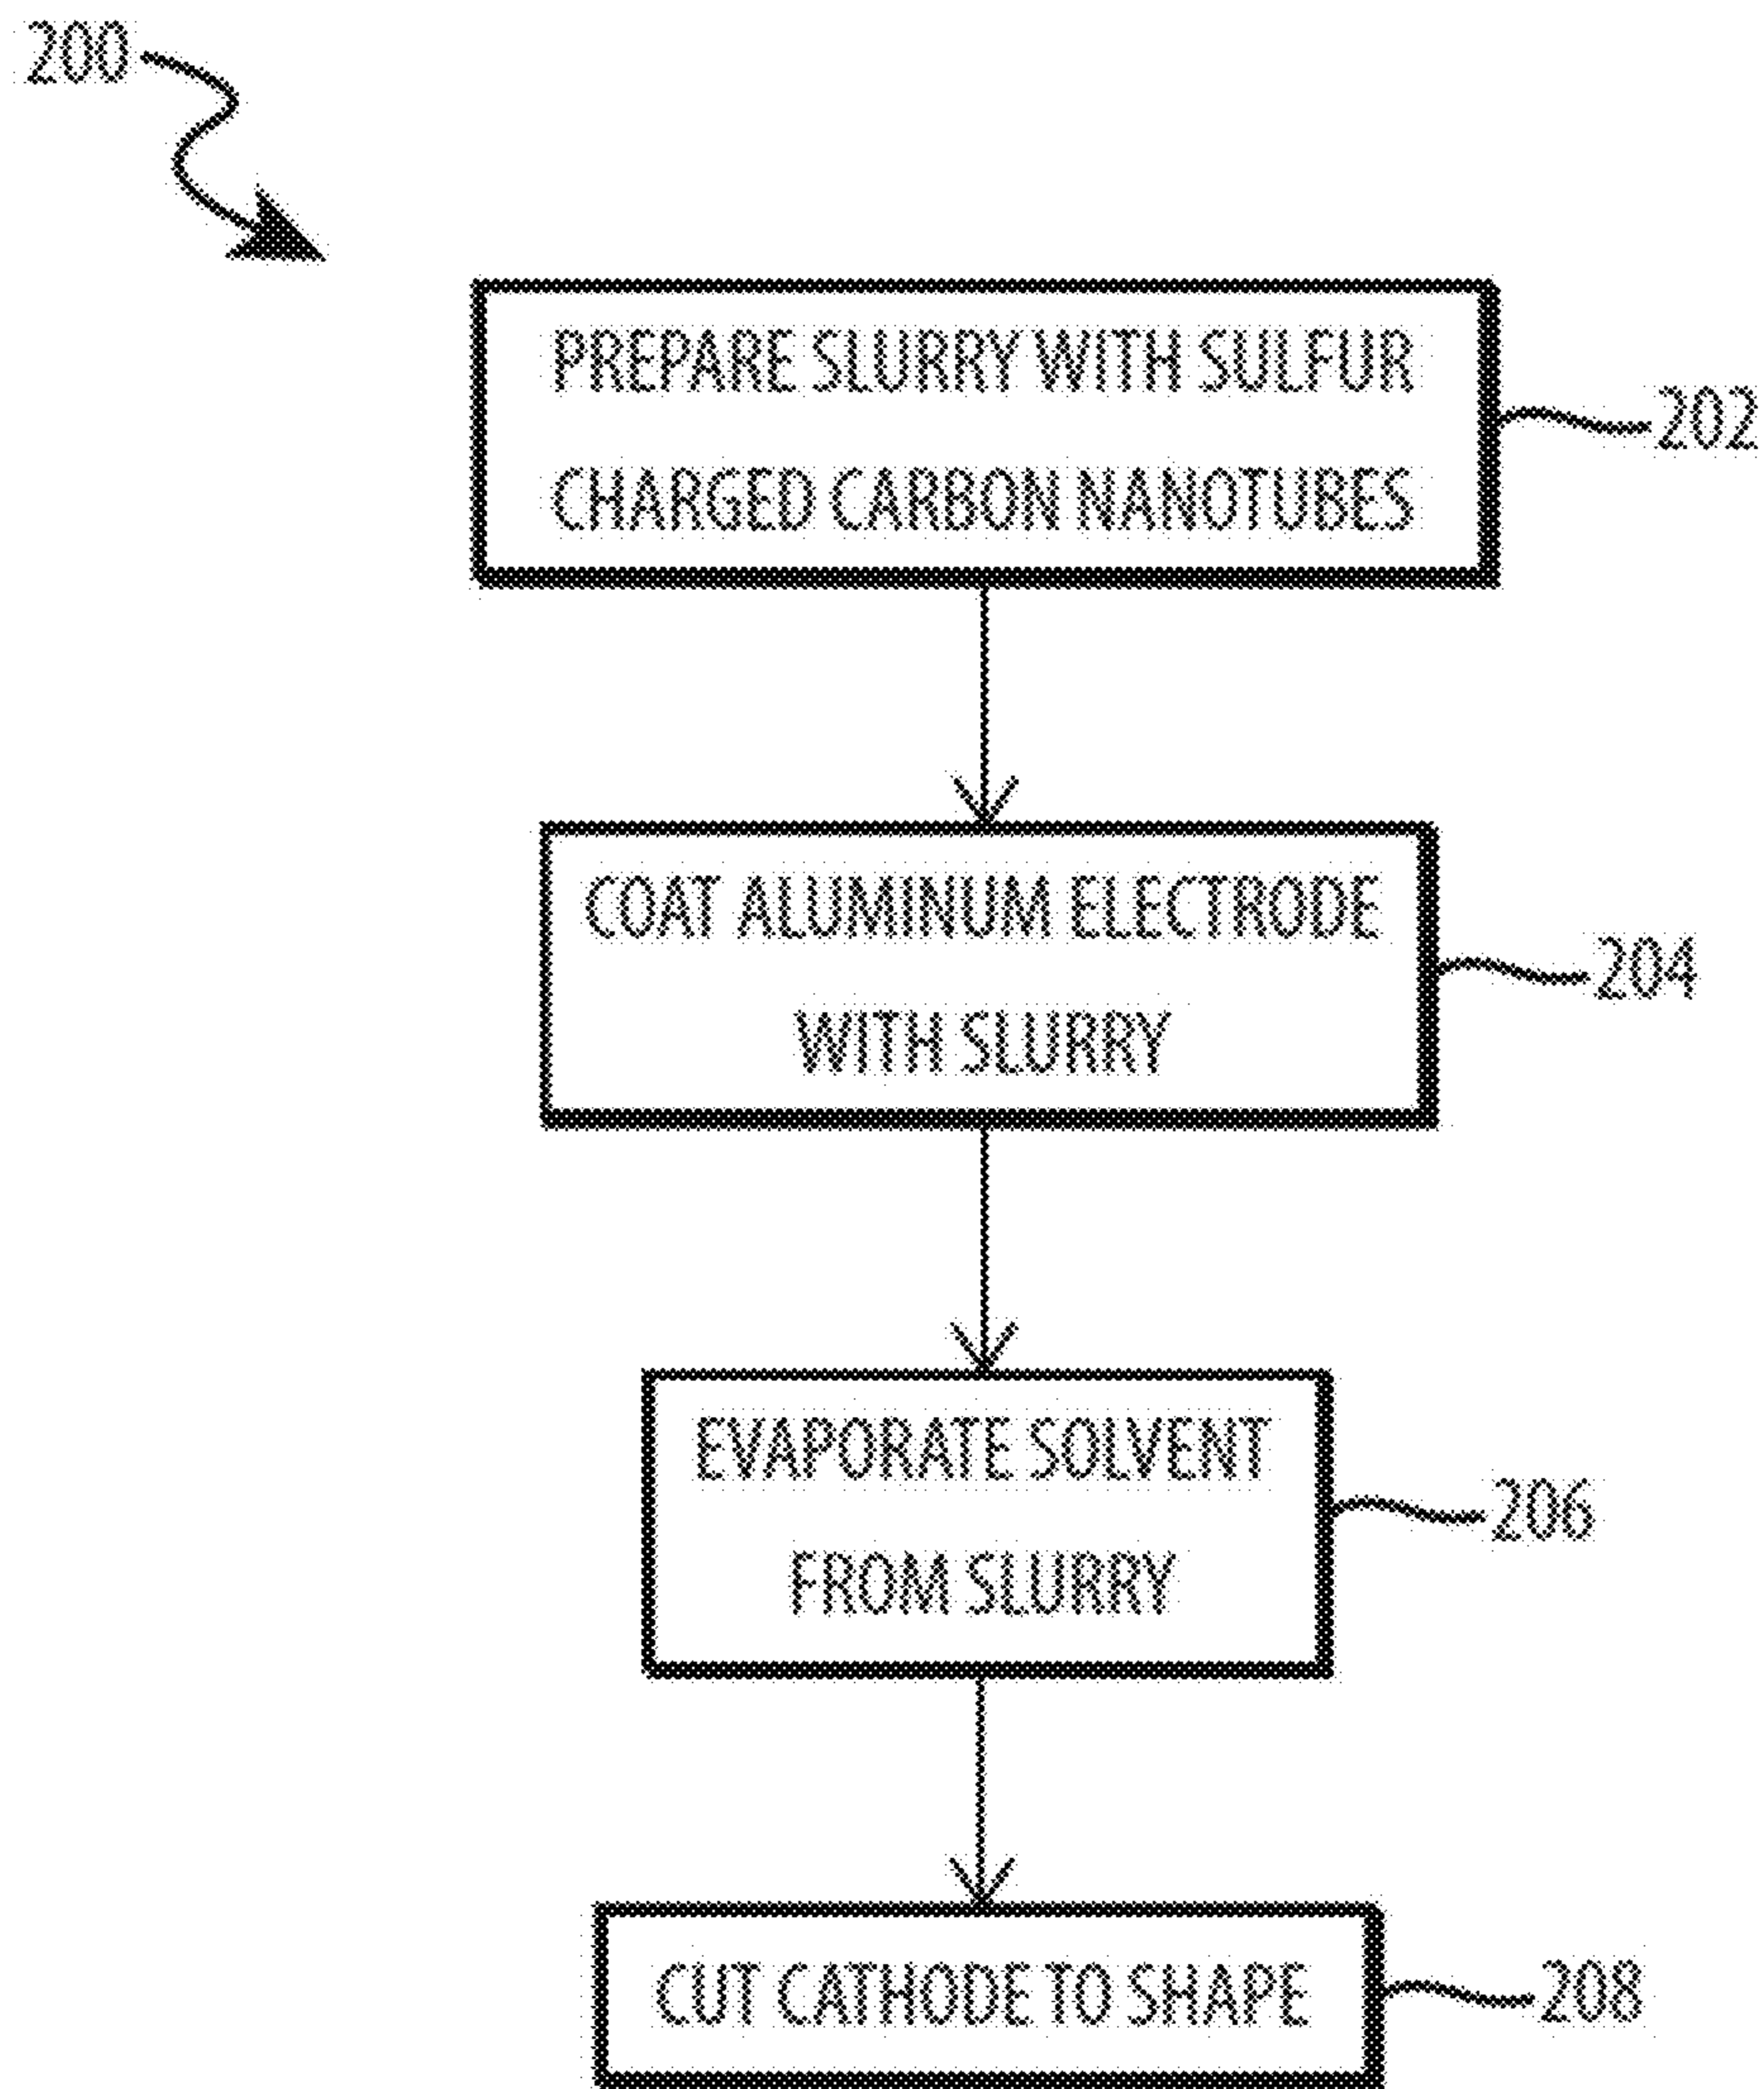 200
PREPARE SLURRY WITH SULFUR
CHARGED CARBON NANOTUBES
202
COAT ALUMINUM ELECTRODE
WITH SLURRY
204
EVAPORATE SOLVENT
FROM SLURRY
206
CUT CATHODE TO SHAPE
208